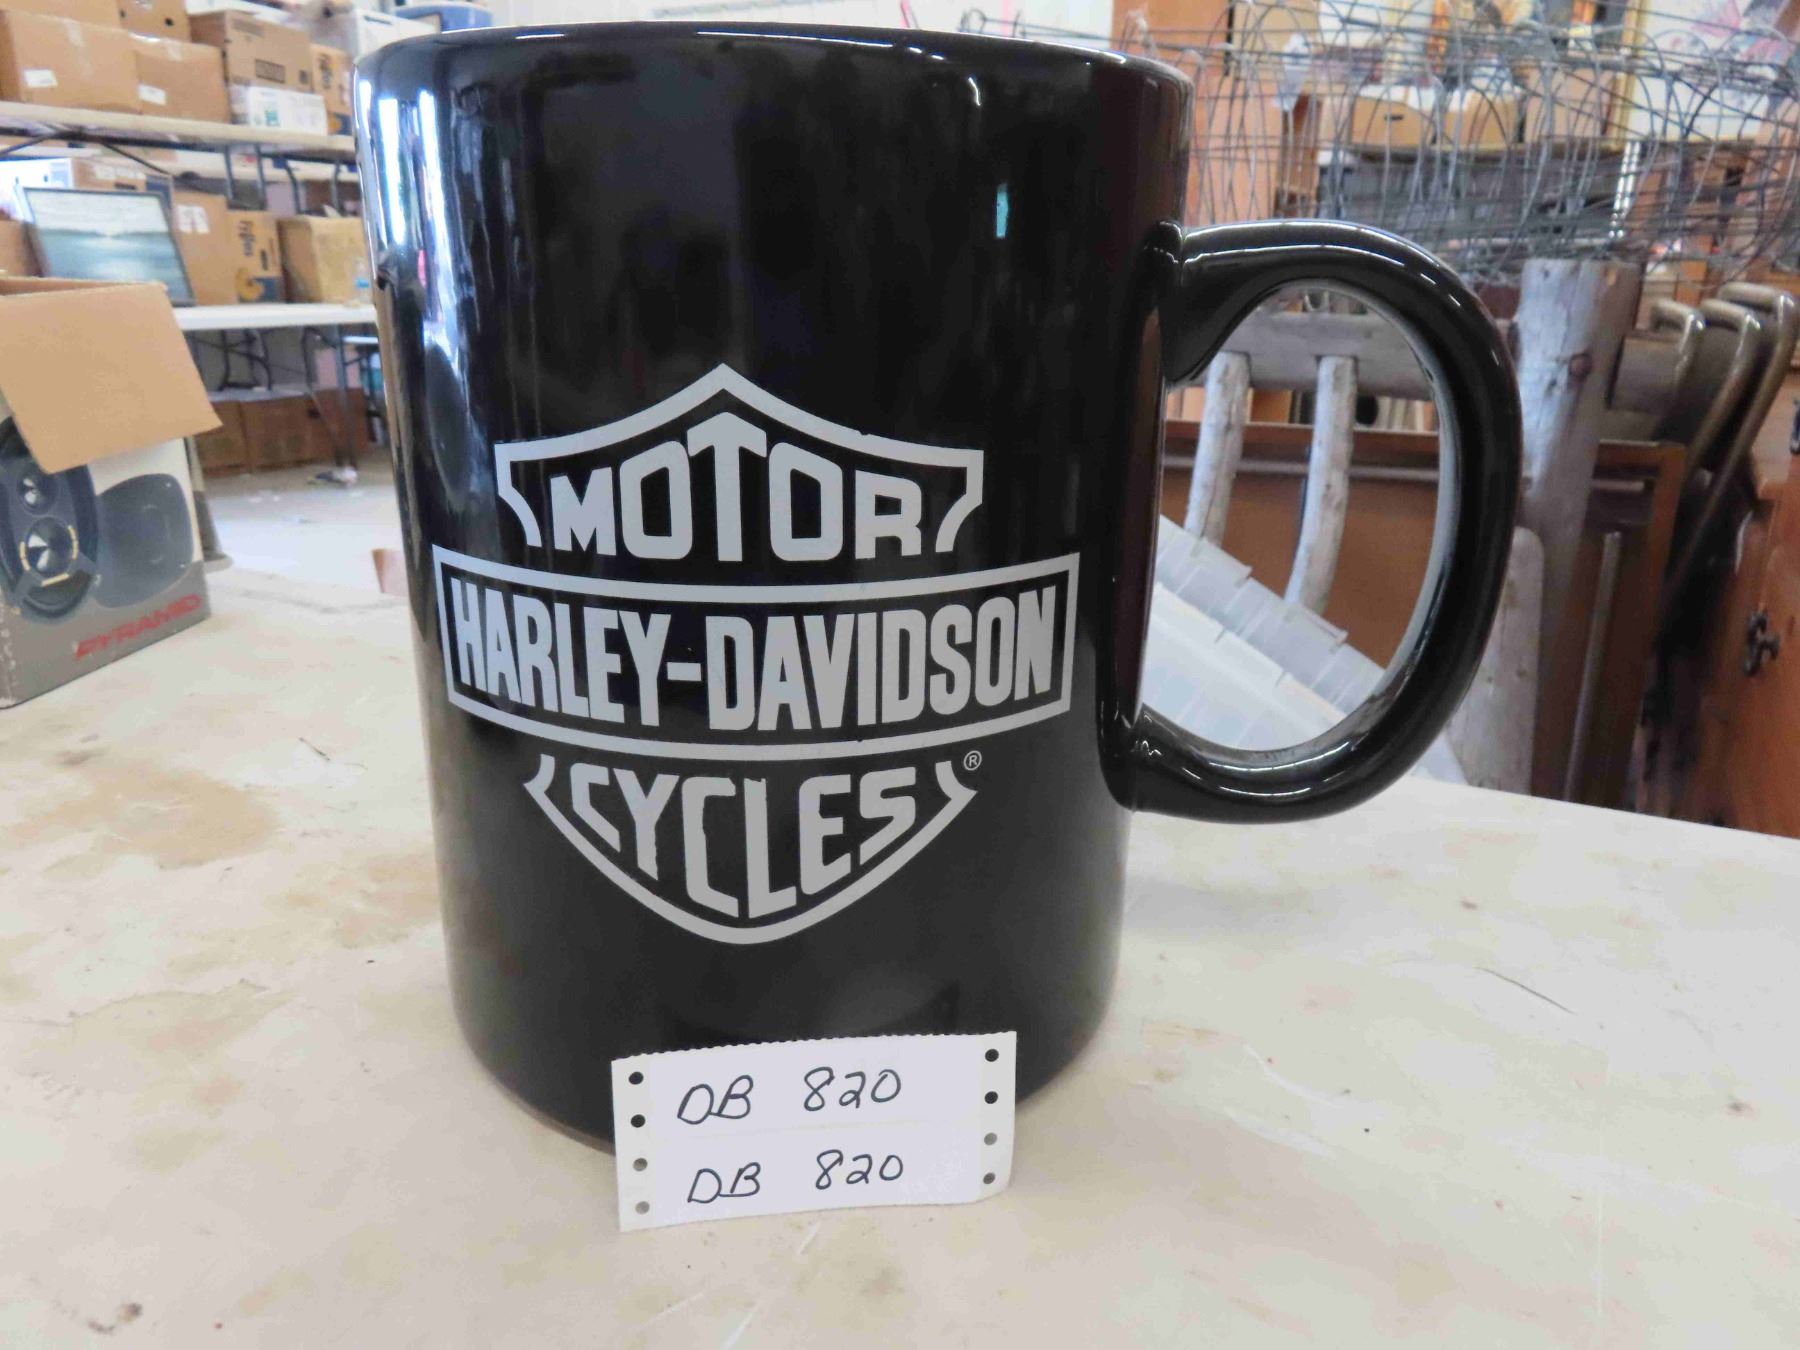 MOTOR
HARLEY-DAVIDSON
CYCLES
®
DB 820
DB 820
PYRAMID